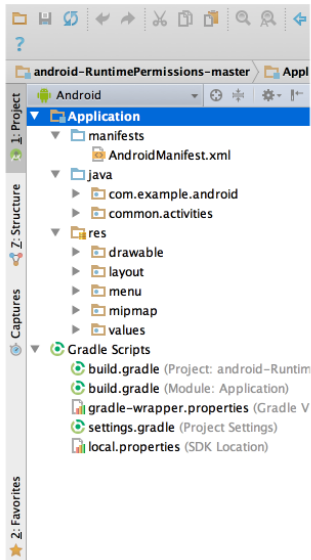 ?
android-RuntimePermissions-master Appl
Android
Application
manifests
AndroidManifest.xml
java
com.example.android
common.activities
res
drawable
layout
menu
mipmap
values
Gradle Scripts
build.gradle (Project: android-Runtim
build.gradle (Module: Application)
gradle-wrapper.properties (Gradle V
settings.gradle (Project Settings)
local.properties (SDK Location)
1: Project
7: Structure
Captures
2: Favorites